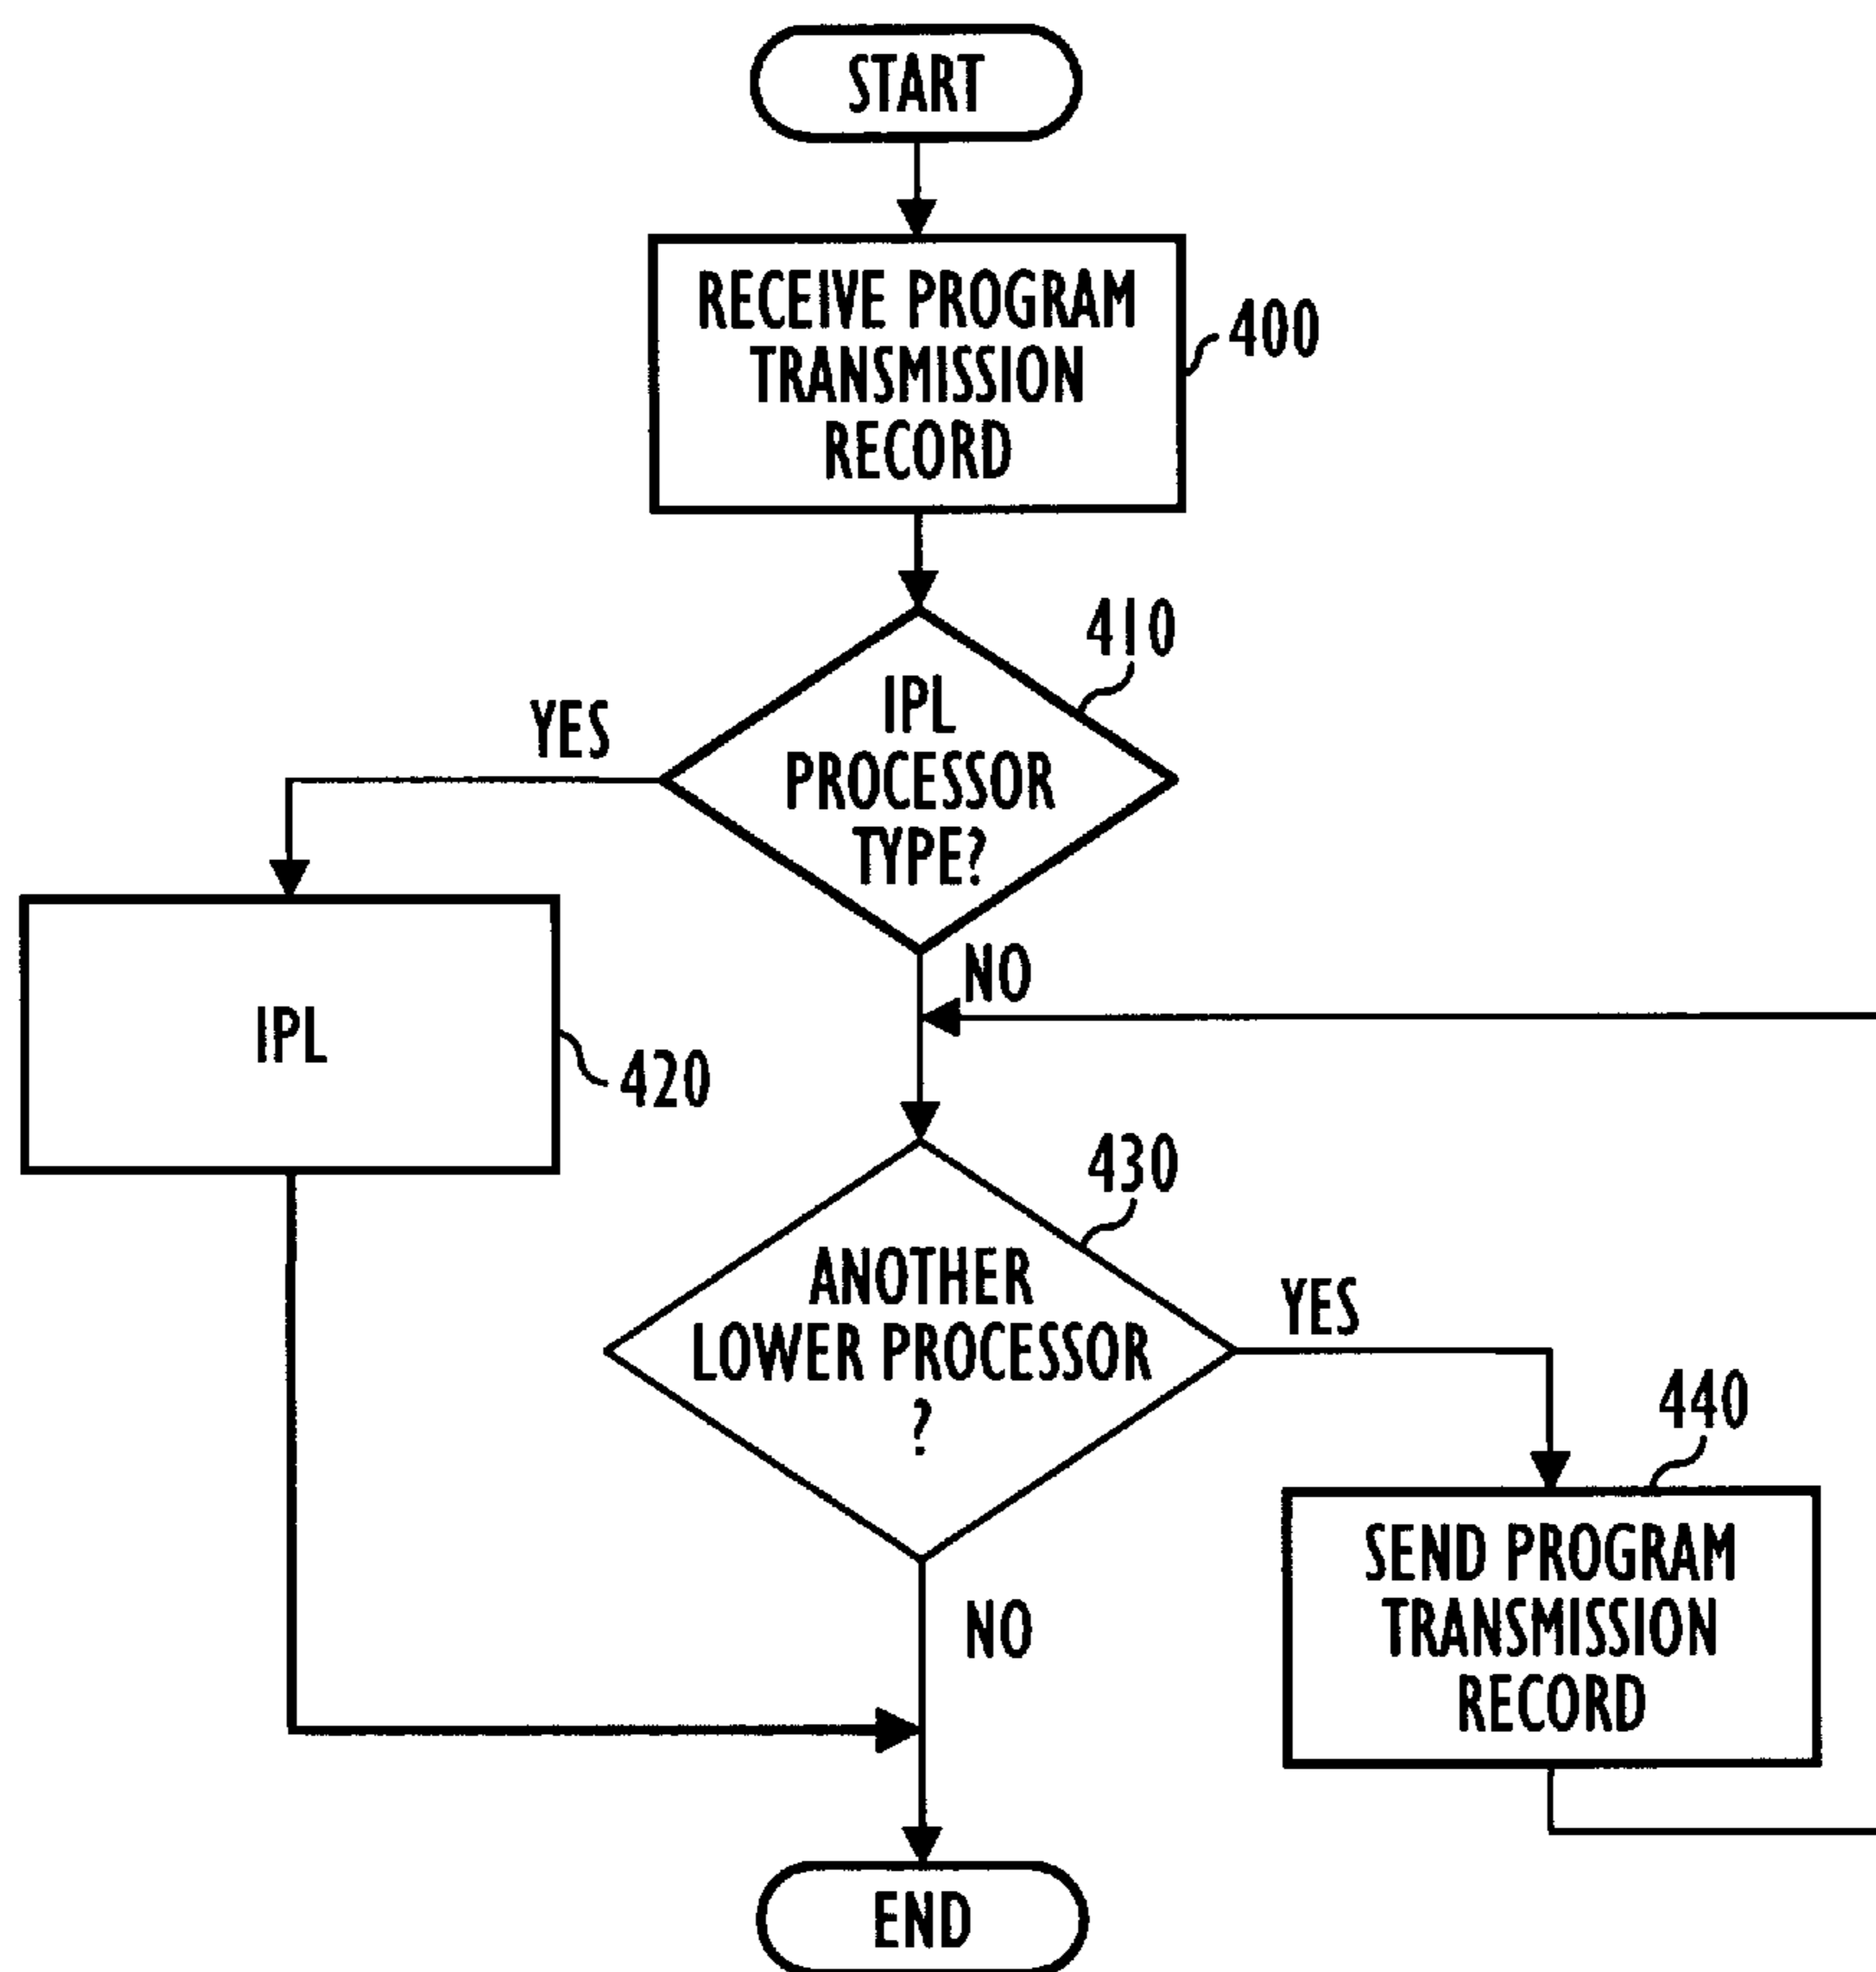 START
RECEIVE PROGRAM
TRANSMISSION
RECORD
400
410
IPL
PROCESSOR
TYPE?
YES
NO
IPL
420
430
ANOTHER
LOWER PROCESSOR
?
YES
440
SEND PROGRAM
TRANSMISSION
RECORD
NO
END